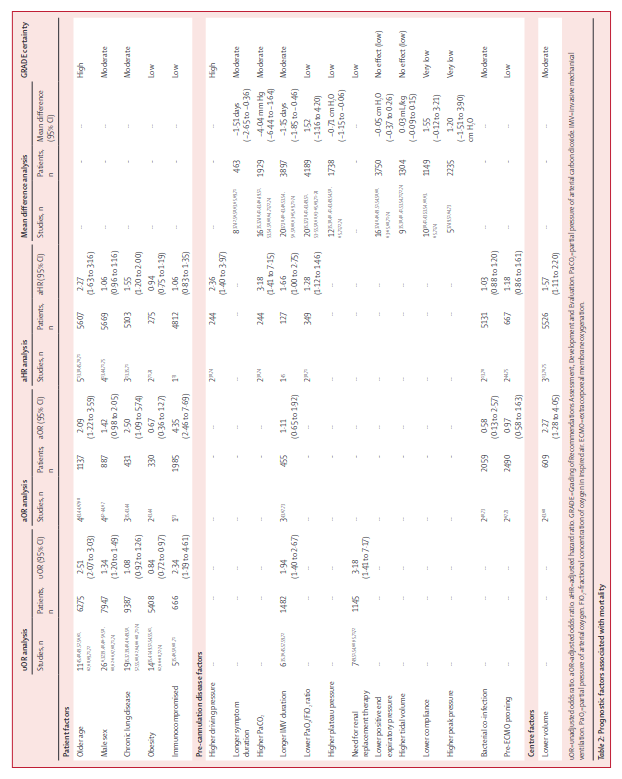 uOR analysis aOR analysis aHR analysis Mean difference analysis GRADE certainty
Studies, n Patients, n uOR (95% CI) Studies, n Patients, n aOR (95% CI) Studies, n Patients, n aHR (95% CI) Studies, n Patients, n Mean difference (95% CI)
Patient factors
Older age 11 6275 2·51 (2·07 to 3·03) 4 1137 2·09 (1·22 to 3·59) 5 5607 2·27 (1·63 to 3·16) – – – High
Male sex 26 7947 1·34 (1·20 to 1·49) 4 887 1·42 (0·98 to 2·05) 4 5669 1·06 (0·96 to 1·16) – – – Moderate
Chronic lung disease 19 9387 1·08 (0·92 to 1·26) 3 431 2·50 (1·09 to 5·74) 3 5203 1·55 (1·20 to 2·00) – – – Moderate
Obesity 14 5408 0·84 (0·72 to 0·97) 2 330 0·67 (0·36 to 1·27) 2 275 0·94 (0·75 to 1·19) – – – Low
Immunocompromised 5 666 2·34 (1·19 to 4·61) 1 1985 4·35 (2·46 to 7·69) 1 4812 1·06 (0·83 to 1·35) – – – Low
Pre-cannulation disease factors
Higher driving pressure – – – – – – 2 244 2·36 (1·40 to 3·97) – – – High
Longer symptom duration – – – – – – – – – 8 463 –1·51 days (–2·65 to –0·36) Moderate
Higher PaCO₂ – – – – – – 2 244 3·18 (1·41 to 7·15) 16 1929 –4·04 mm Hg (–6·44 to –1·64) Moderate
Longer IMV duration 6 1482 1·94 (1·40 to 2·67) 3 455 1·11 (0·65 to 1·92) 1 127 1·66 (1·00 to 2·75) 20 3897 –1·15 days (–1·85 to –0·46) Moderate
Lower PaO₂/FiO₂ ratio – – – – – – 2 349 1·28 (1·12 to 1·46) 20 4189 1·52 (–1·16 to 4·20) Low
Higher plateau pressure – – – – – – – – – 12 1738 –0·71 cm H₂O (–1·15 to –0·06) Low
Need for renal replacement therapy 7 1145 3·18 (1·41 to 7·17) – – – – – – – – – Low
Lower positive end expiratory pressure – – – – – – – – – 16 3750 –0·05 cm H₂O (–0·37 to 0·26) No effect (low)
Higher tidal volume – – – – – – – – – 9 1304 0·03 mL/kg (–0·09 to 0·15) No effect (low)
Lower compliance – – – – – – – – – 10 1149 1·55 (–0·12 to 3·21) Very low
Higher peak pressure – – – – – – – – – 5 2235 1·20 (–1·51 to 3·90) cm H₂O Very low
Bacterial co-infection – – – 2 2059 0·58 (0·13 to 2·57) 2 5131 1·03 (0·88 to 1·20) – – – Moderate
Pre-ECMO proning – – – 2 2490 0·97 (0·58 to 1·63) 2 667 1·18 (0·86 to 1·61) – – – Low
Centre factors
Lower volume – – – 2 609 2·27 (1·28 to 4·05) 3 5526 1·57 (1·11 to 2·20) – – – Moderate
uOR=unadjusted odds ratio. aOR=adjusted odds ratio. aHR=adjusted hazard ratio. GRADE=Grading of Recommendations Assessment, Development and Evaluation. PaCO₂=partial pressure of arterial carbon dioxide. IMV=invasive mechanical
ventilation. PaO₂=partial pressure of arterial oxygen. FiO₂=fractional concentration of oxygen in inspired air. ECMO=extracorporeal membrane oxygenation.
Table 2: Prognostic factors associated with mortality